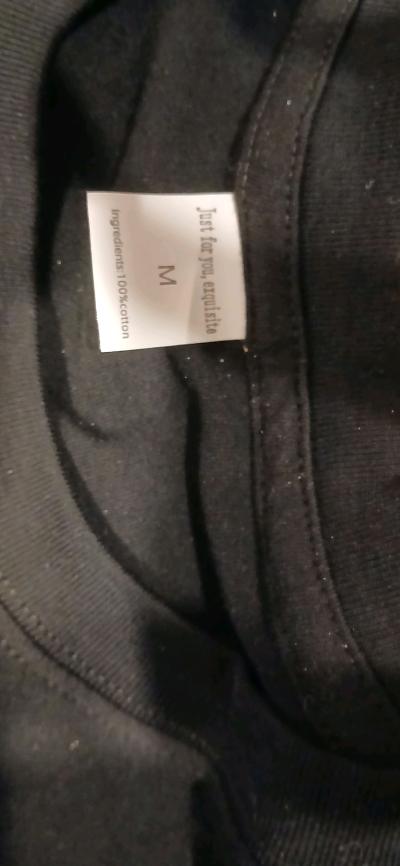 Just for you, exquisite
M
Ingredients:100%cotton